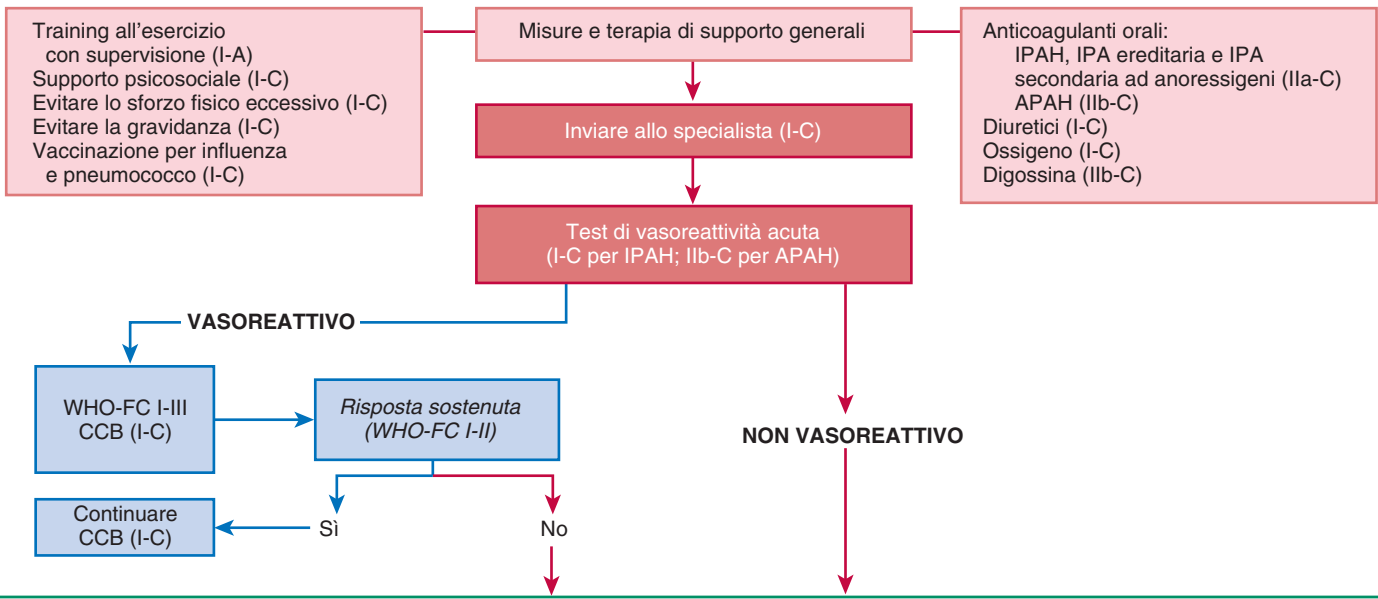 Training all'esercizio
con supervisione (I-A)
Supporto psicosociale (I-C)
Evitare lo sforzo fisico eccessivo (I-C)
Evitare la gravidanza (I-C)
Vaccinazione per influenza
e pneumococco (I-C)
Misure e terapia di supporto generali
Anticoagulanti orali:
IPAH, IPA ereditaria e IPA
secondaria ad anoressigeni (IIa-C)
APAH (IIb-C)
Diuretici (I-C)
Ossigeno (I-C)
Digossina (IIb-C)
Inviare allo specialista (I-C)
Test di vasoreattività acuta
(I-C per IPAH; IIb-C per APAH)
VASOREATTIVO
WHO-FC I-III
CCB (I-C)
Risposta sostenuta
(WHO-FC I-II)
NON VASOREATTIVO
Continuare
CCB (I-C)
Sì
No